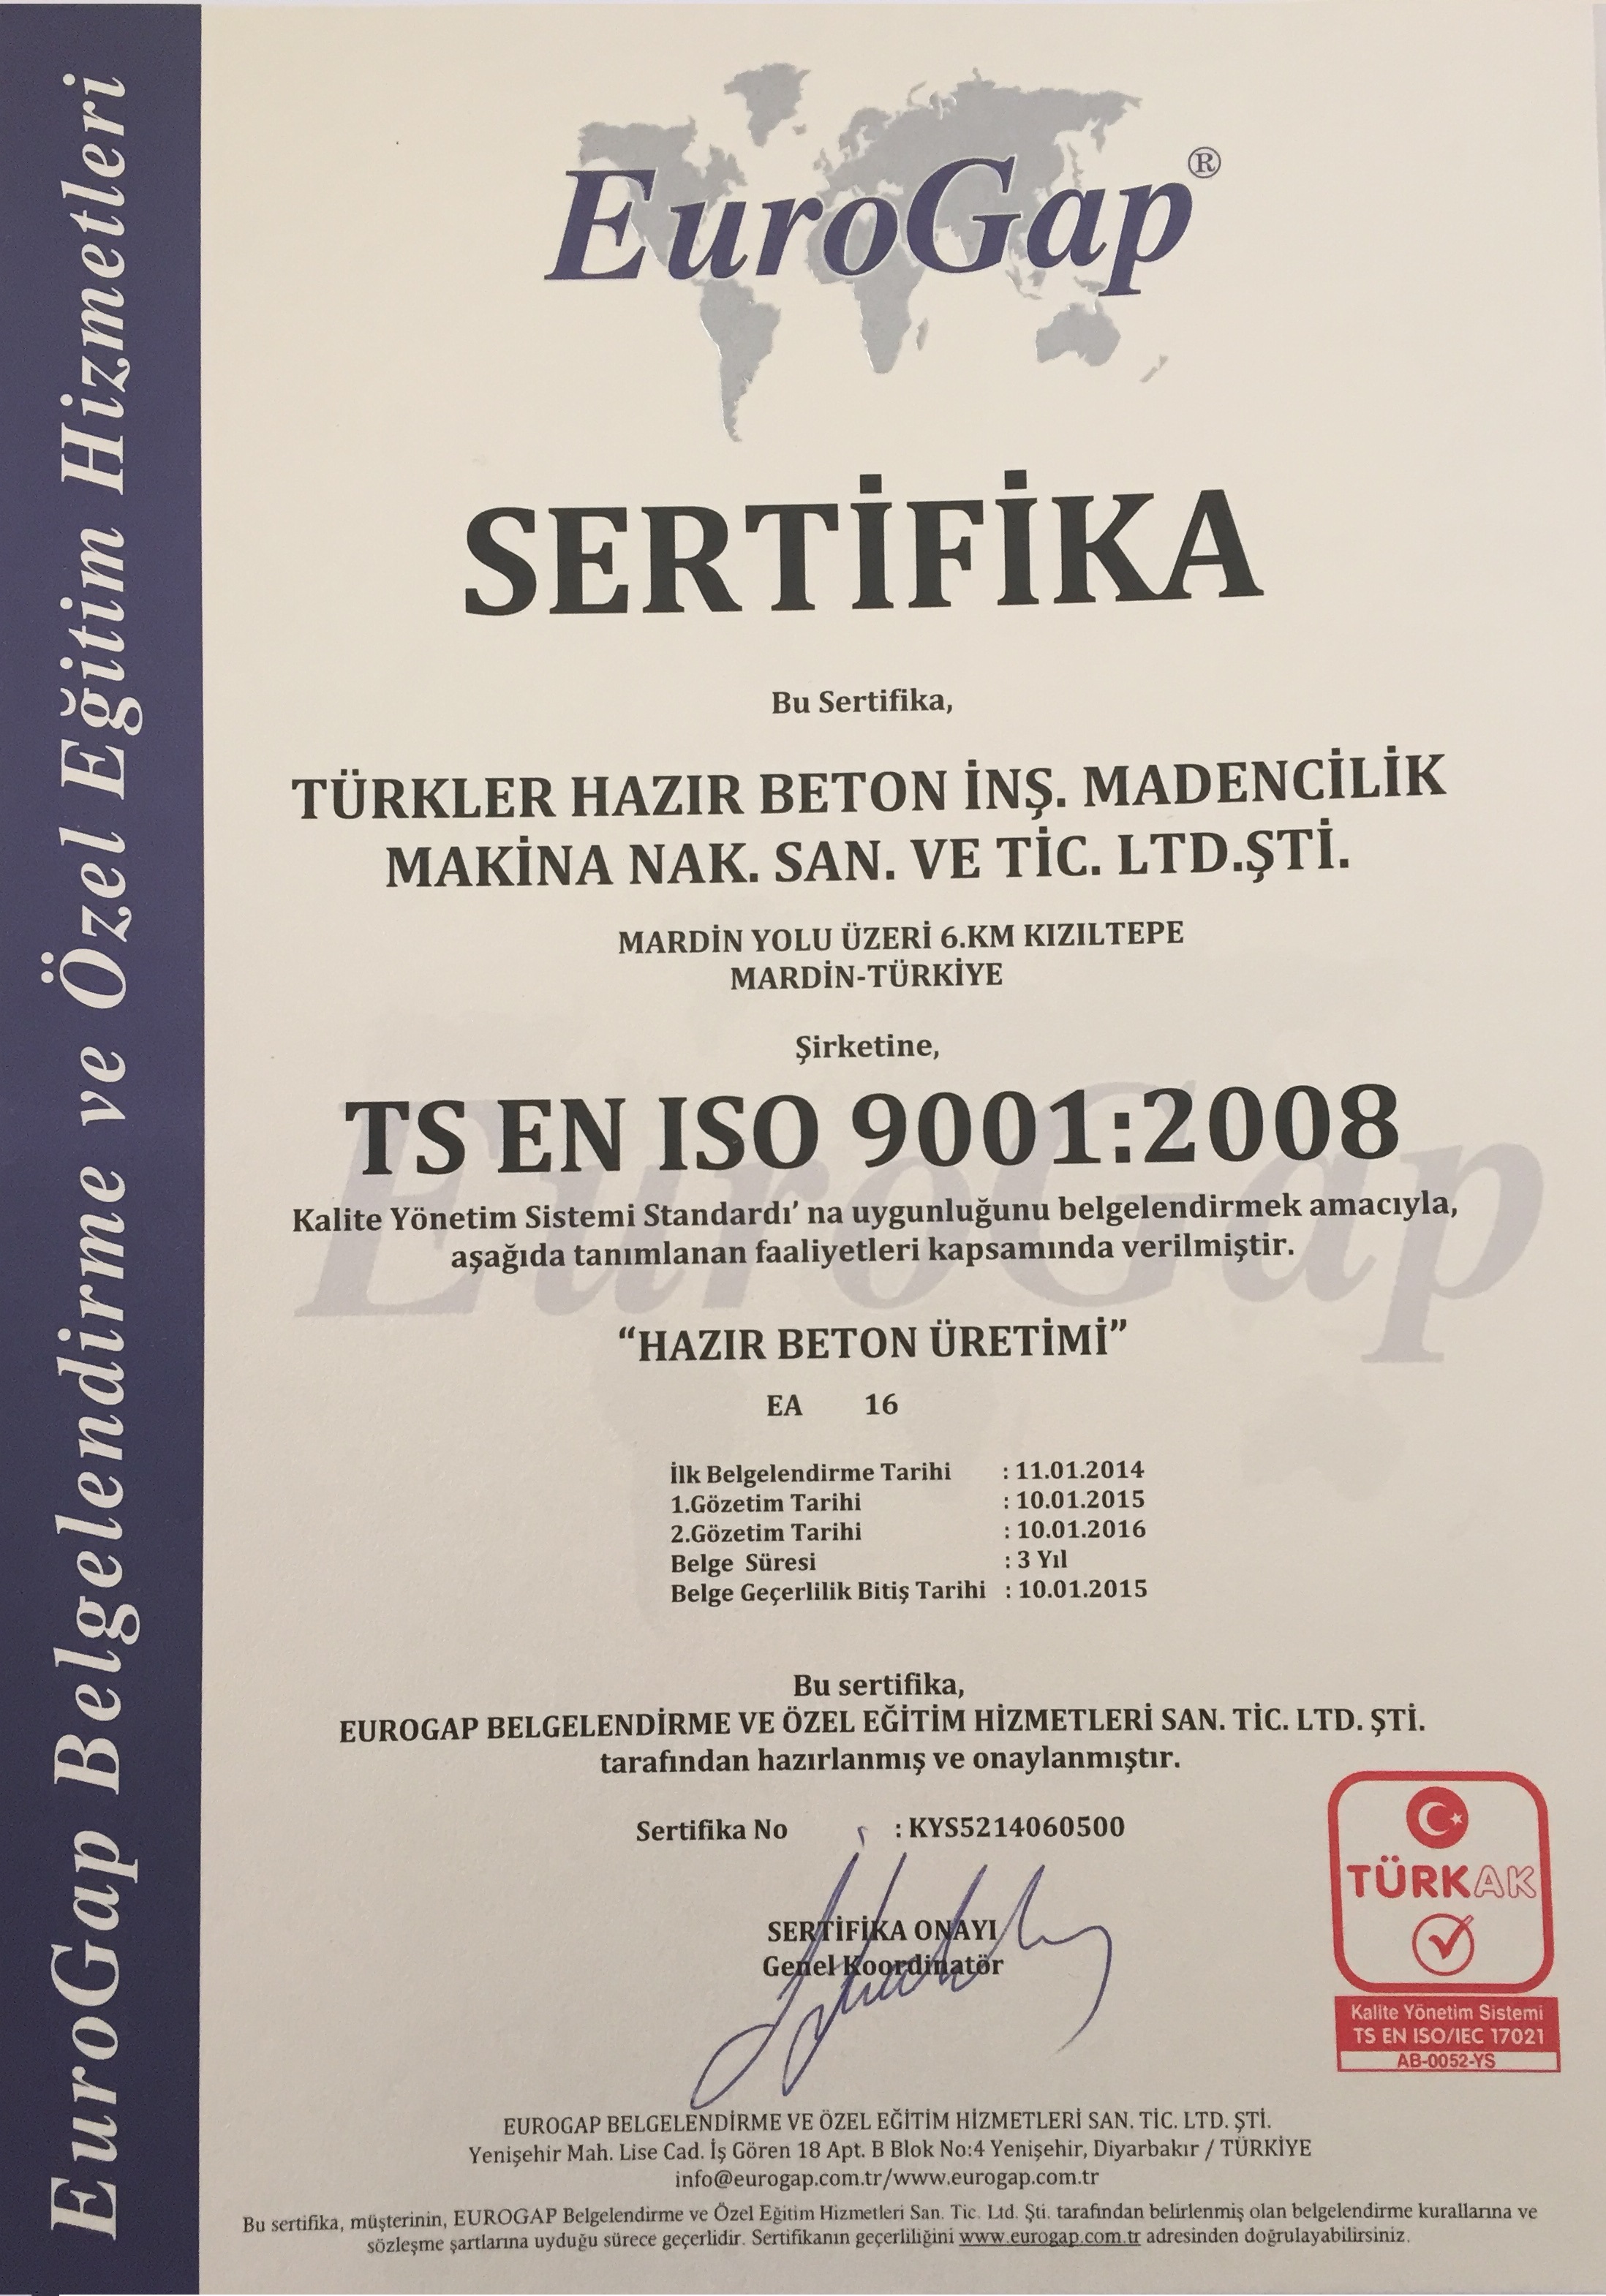 EuroGap Belgelendirme ve Özel Eğitim Hizmetleri
EuroGap®
SERTİFİKA
Bu Sertifika,
TÜRKLER HAZIR BETON İNŞ. MADENCİLİK
MAKİNA NAK. SAN. VE TİC. LTD.ŞTİ.
MARDİN YOLU ÜZERİ 6.KM KIZILTEPE
MARDİN-TÜRKİYE
Şirketine,
TS EN ISO 9001:2008
Kalite Yönetim Sistemi Standardı’ na uygunluğunu belgelendirmek amacıyla,
aşağıda tanımlanan faaliyetleri kapsamında verilmiştir.
“HAZIR BETON ÜRETİMİ”
EA 16
İlk Belgelendirme Tarihi : 11.01.2014
1.Gözetim Tarihi : 10.01.2015
2.Gözetim Tarihi : 10.01.2016
Belge Süresi : 3 Yıl
Belge Geçerlilik Bitiş Tarihi : 10.01.2015
Bu sertifika,
EUROGAP BELGELENDİRME VE ÖZEL EĞİTİM HİZMETLERİ SAN. TİC. LTD. ŞTİ.
tarafından hazırlanmış ve onaylanmıştır.
Sertifika No : KYS5214060500
SERTİFİKA ONAYI
Genel Koordinatör
TÜRKAK
Kalite Yönetim Sistemi
TS EN ISO/IEC 17021
AB-0052-YS
EUROGAP BELGELENDİRME VE ÖZEL EĞİTİM HİZMETLERİ SAN. TİC. LTD. ŞTİ.
Yenişehir Mah. Lise Cad. İş Gören 18 Apt. B Blok No:4 Yenişehir, Diyarbakır / TÜRKİYE
info@eurogap.com.tr/www.eurogap.com.tr
Bu sertifika, müşterinin, EUROGAP Belgelendirme ve Özel Eğitim Hizmetleri San. Tic. Ltd. Şti. tarafından belirlenmiş olan belgelendirme kurallarına ve
sözleşme şartlarına uyduğu sürece geçerlidir. Sertifikanın geçerliliğini www.eurogap.com.tr adresinden doğrulayabilirsiniz.